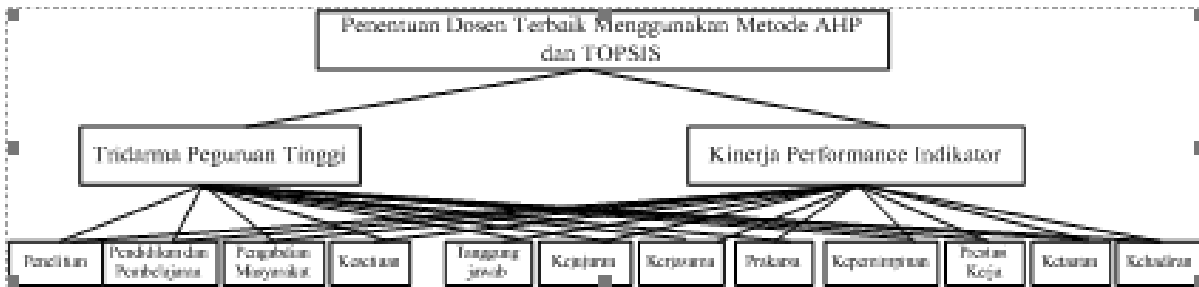 Penentuan Dosen Terbaik Menggunakan Metode AHP
dan TOPSIS
Tridarma Peguruan Tinggi
Kinerja Performance Indikator
Penelitian
Pendidikan dan
Pembelajaran
Pengabdian
Masyarakat
Kesetiaan
Tanggung
jawab
Kejujuran
Kerjasama
Prakarsa
Kepemimpinan
Prestasi
Kerja
Ketaatan
Kehadiran